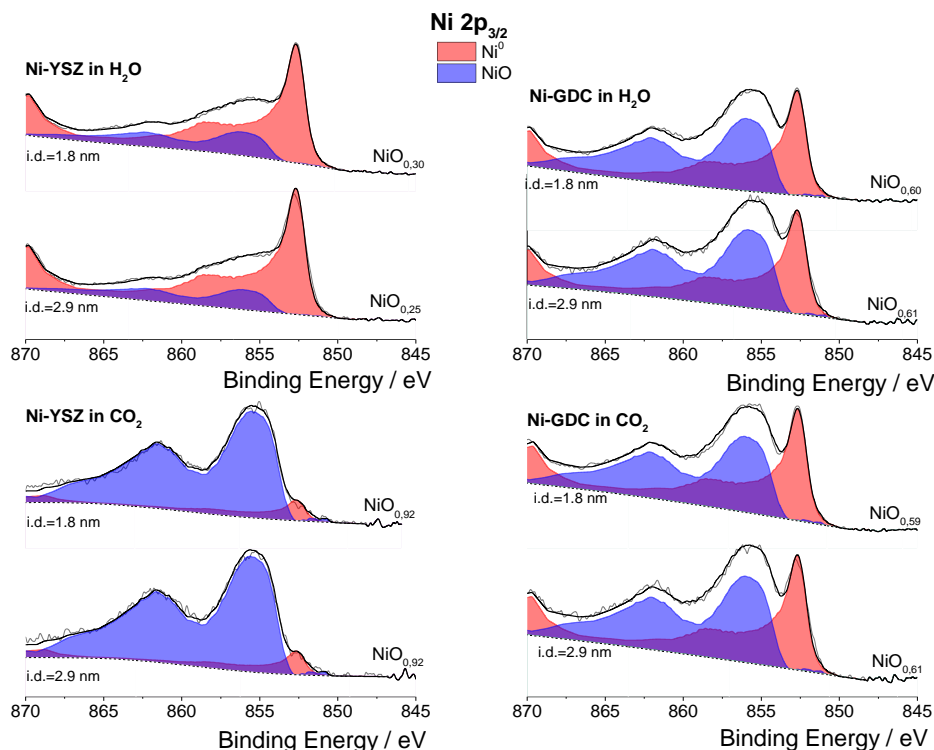 Ni 2p3/2
Ni0
NiO
Ni-YSZ in H2O
i.d.=1.8 nm
NiO0,30
i.d.=2.9 nm
NiO0,25
870 865 860 855 850 845
Binding Energy / eV
Ni-GDC in H2O
i.d.=1.8 nm
NiO0,60
i.d.=2.9 nm
NiO0,61
870 865 860 855 850 845
Binding Energy / eV
Ni-YSZ in CO2
i.d.=1.8 nm
NiO0,92
i.d.=2.9 nm
NiO0,92
870 865 860 855 850 845
Binding Energy / eV
Ni-GDC in CO2
i.d.=1.8 nm
NiO0,59
i.d.=2.9 nm
NiO0,61
870 865 860 855 850 845
Binding Energy / eV